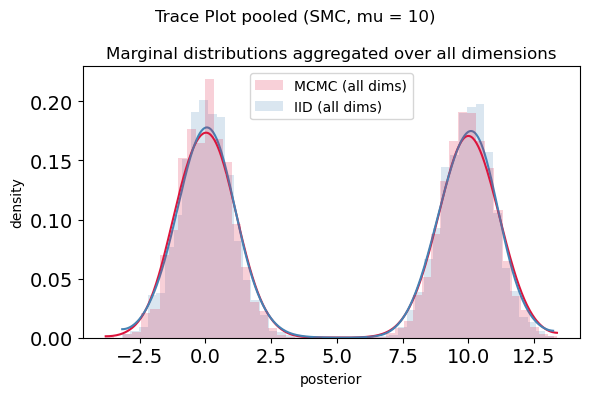 Trace Plot pooled (SMC, mu = 10)
Marginal distributions aggregated over all dimensions
MCMC (all dims)
IID (all dims)
density
0.20
0.15
0.10
0.05
0.00
−2.5 0.0 2.5 5.0 7.5 10.0 12.5
posterior